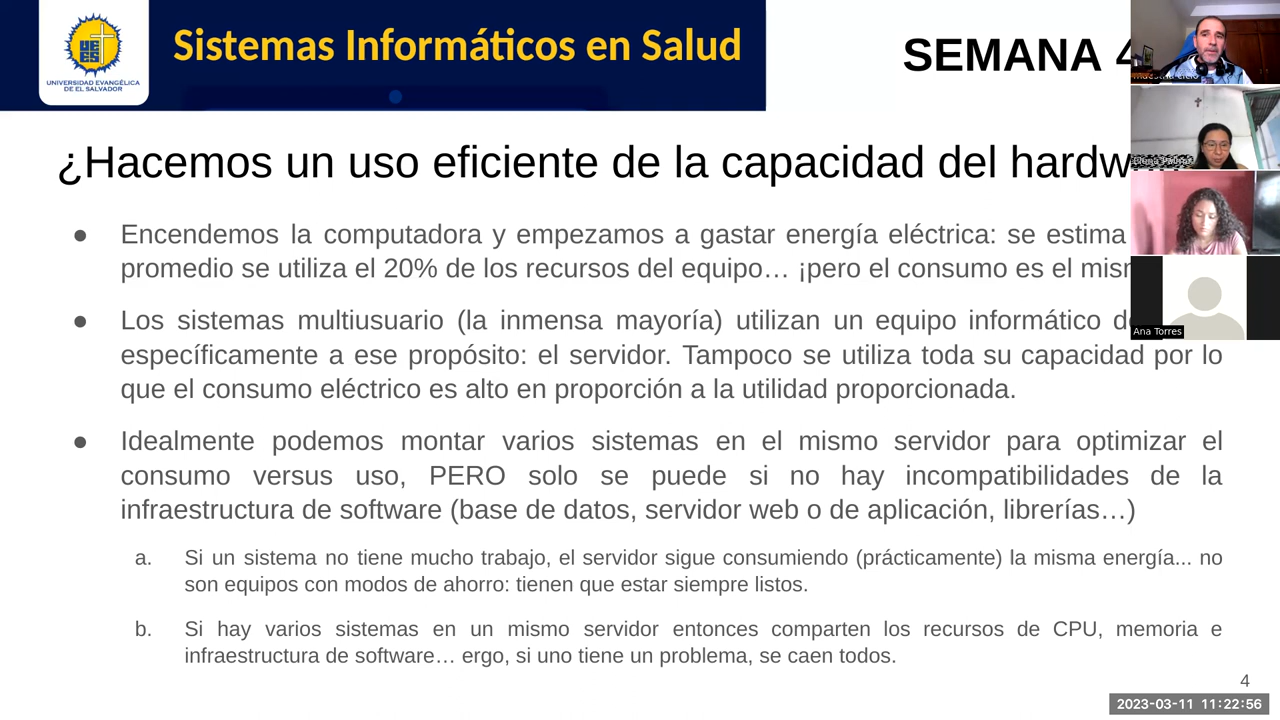 Sistemas Informáticos en Salud
UNIVERSIDAD EVANGÉLICA
DE EL SALVADOR
SEMANA 4
¿Hacemos un uso eficiente de la capacidad del
● Encendemos la computadora y empezamos a gastar energía eléctrica: se estima
promedio se utiliza el 20% de los recursos del equipo… ¡pero el consumo es el
● Los sistemas multiusuario (la inmensa mayoría) utilizan un equipo informático
específicamente a ese propósito: el servidor. Tampoco se utiliza toda su capacidad por lo
que el consumo eléctrico es alto en proporción a la utilidad proporcionada.
● Idealmente podemos montar varios sistemas en el mismo servidor para optimizar el
consumo versus uso, PERO solo se puede si no hay incompatibilidades de la
infraestructura de software (base de datos, servidor web o de aplicación, librerías…)
a. Si un sistema no tiene mucho trabajo, el servidor sigue consumiendo (prácticamente) la misma energía... no
son equipos con modos de ahorro: tienen que estar siempre listos.
b. Si hay varios sistemas en un mismo servidor entonces comparten los recursos de CPU, memoria e
infraestructura de software… ergo, si uno tiene un problema, se caen todos.
Ana Torres
4
2023-03-11 11:22:56